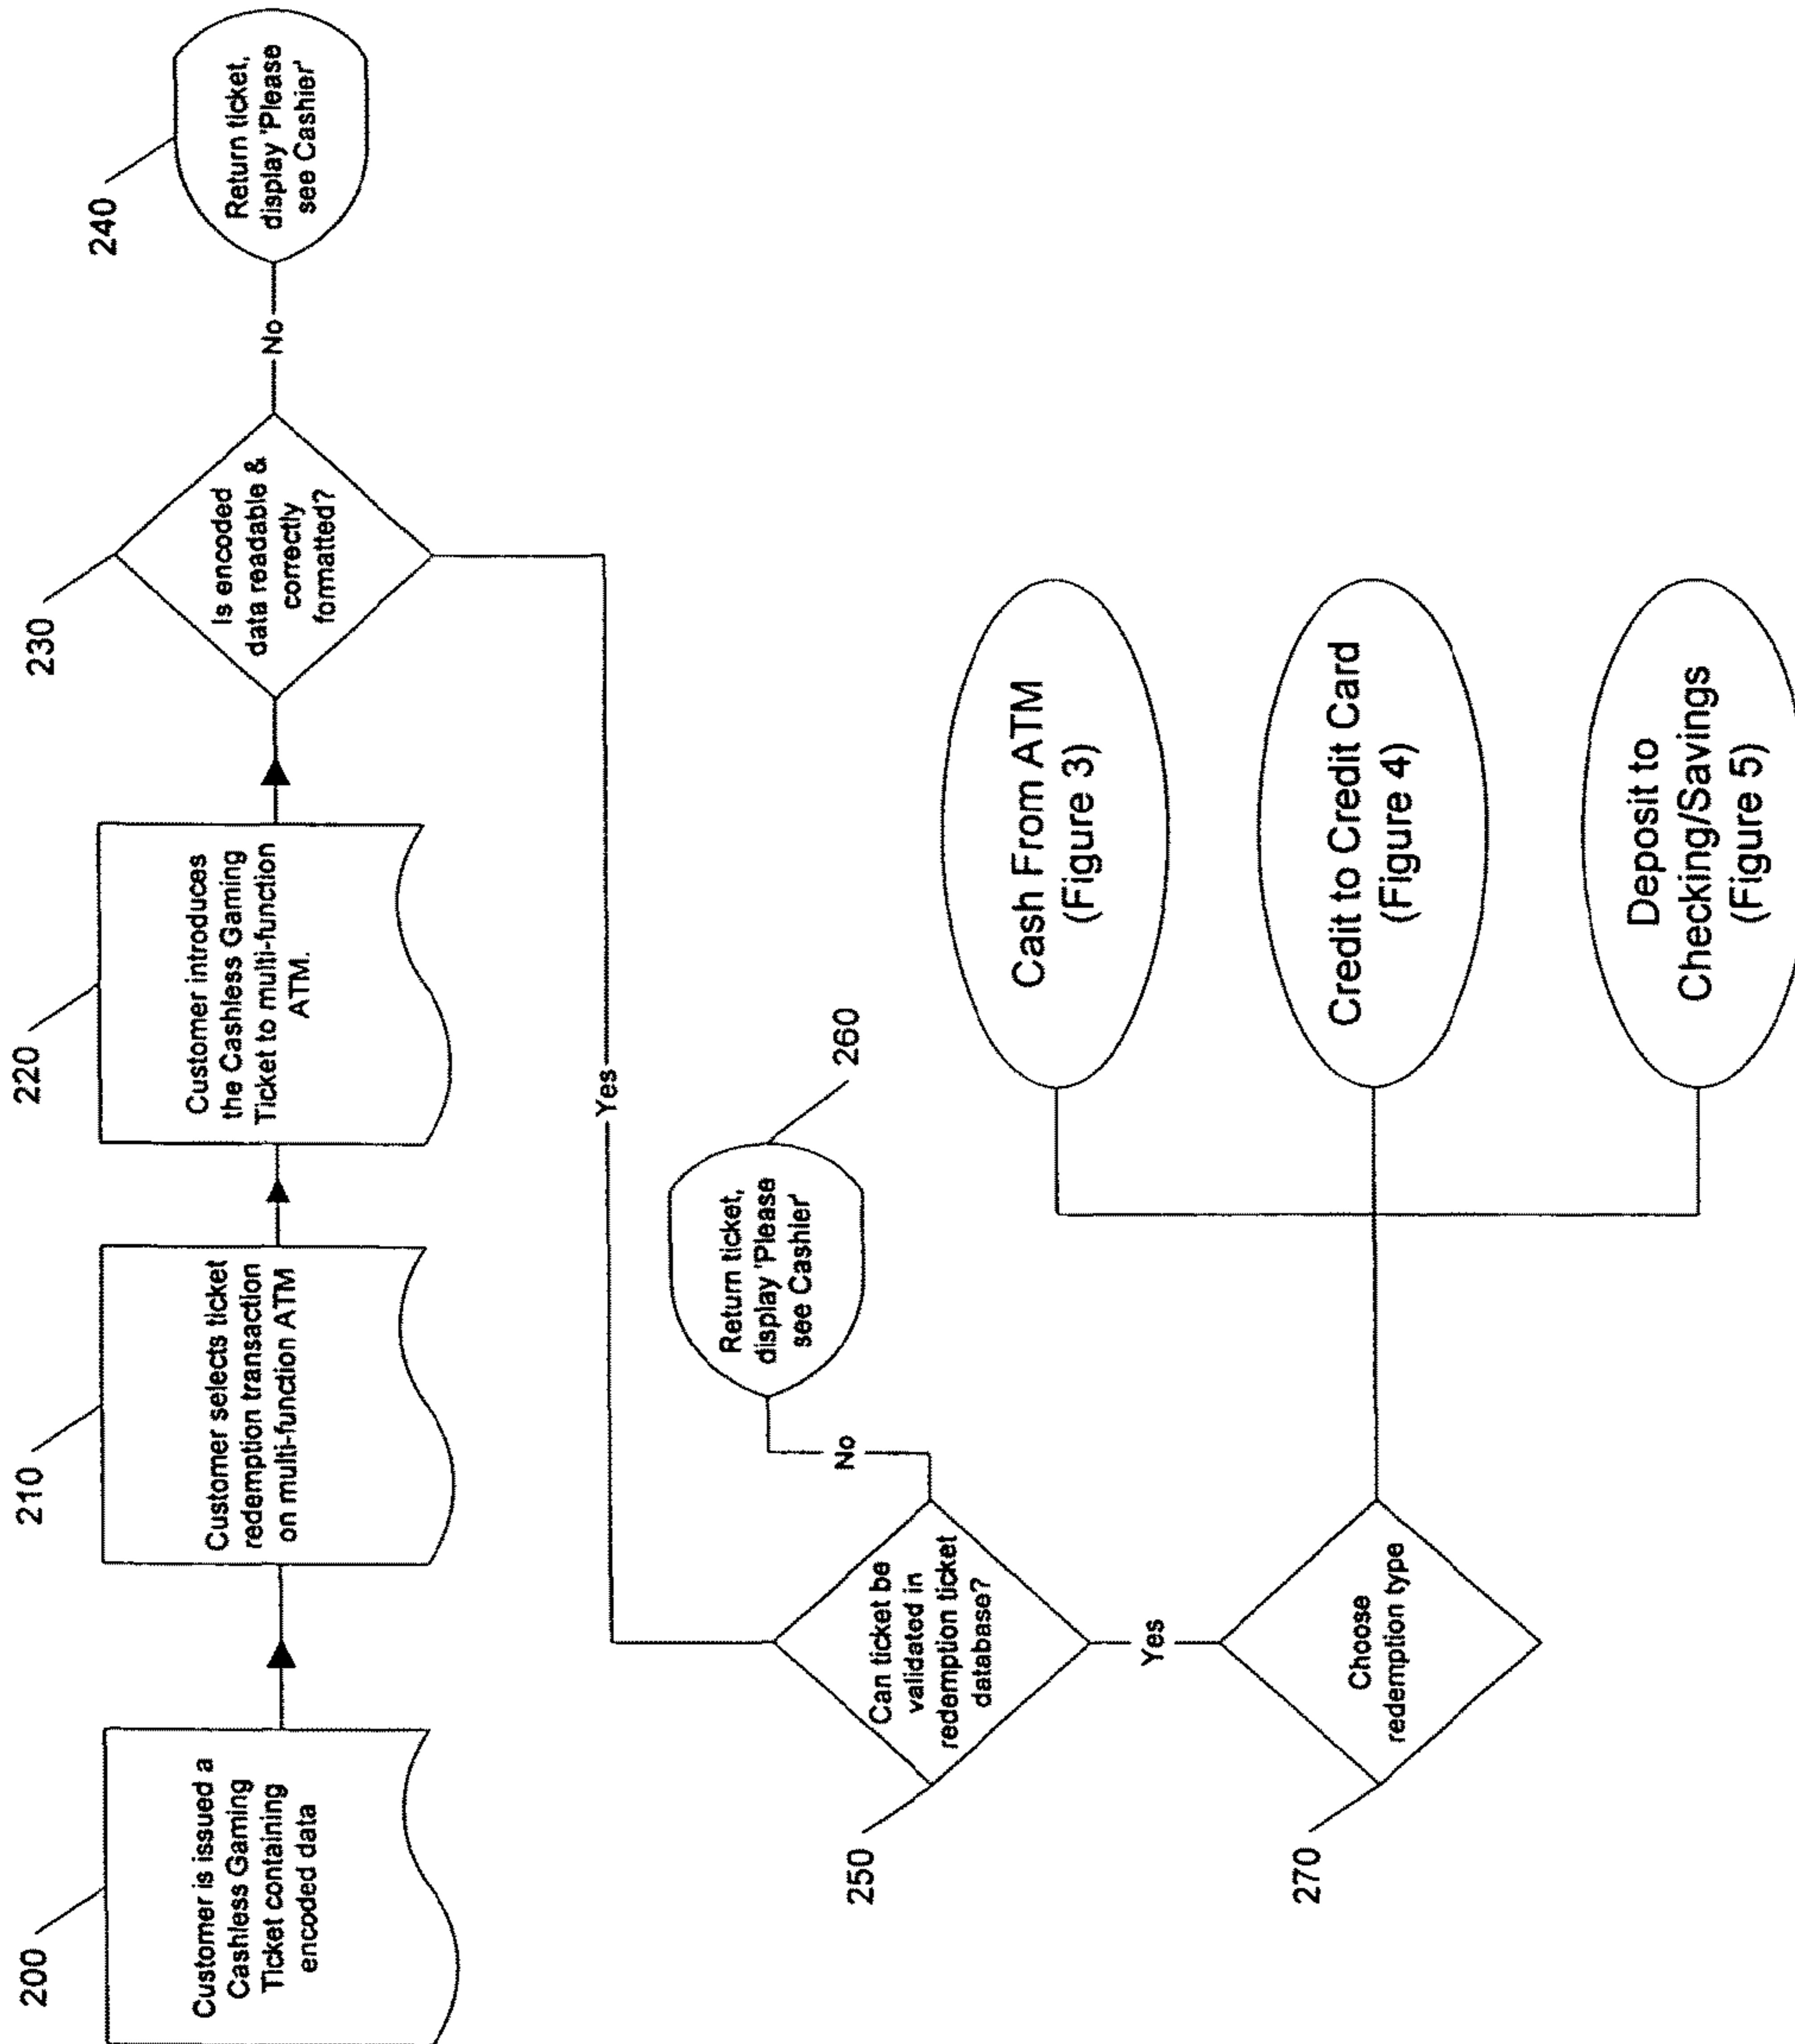 200
Customer is issued a
Cashless Gaming
Ticket containing
encoded data
210
Customer selects ticket
redemption transaction
on multi-function ATM
220
Customer introduces
the Cashless Gaming
Ticket to multi-function
ATM.
230
Is encoded
data readable &
correctly
formatted?
No
240
Return ticket,
display 'Please
see Cashier'
Yes
250
Can ticket be
validated in
redemption ticket
database?
No
260
Return ticket,
display 'Please
see Cashier'
Yes
270
Choose
redemption type
Cash From ATM
(Figure 3)
Credit to Credit Card
(Figure 4)
Deposit to
Checking/Savings
(Figure 5)